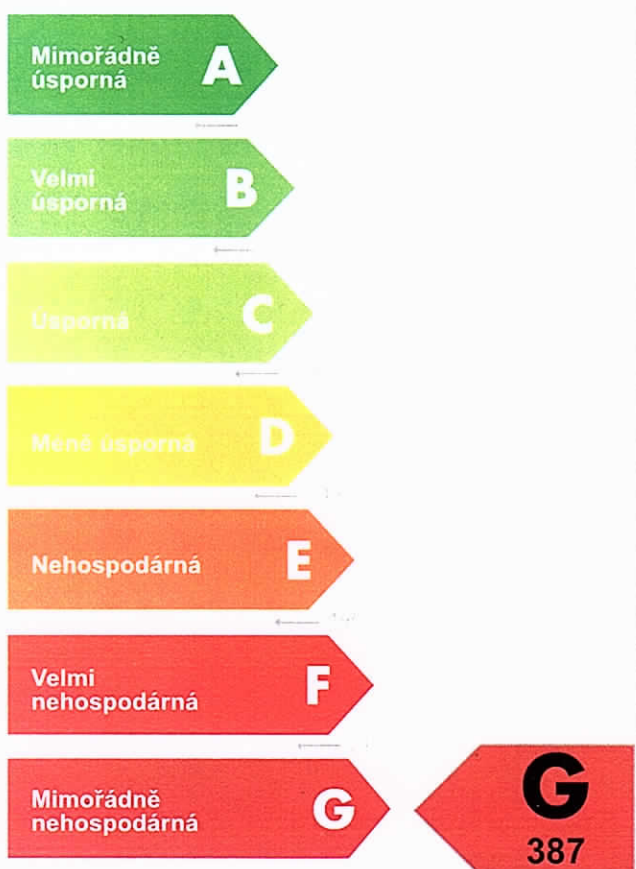 Mimořádně
úsporná
A
Velmi
úsporná
B
Úsporná
C
Méně úsporná
D
Nehospodárná
E
Velmi
nehospodárná
F
Mimořádně
nehospodárná
G
G
387